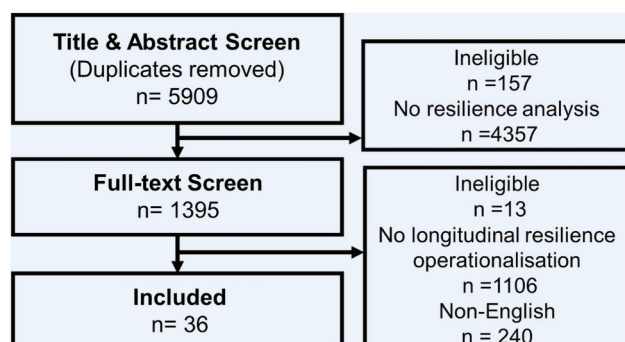 Title & Abstract Screen
(Duplicates removed)
n= 5909
Ineligible
n =157
No resilience analysis
n =4357
Full-text Screen
n= 1395
Ineligible
n =13
No longitudinal resilience
operationalisation
n =1106
Non-English
n = 240
Included
n= 36